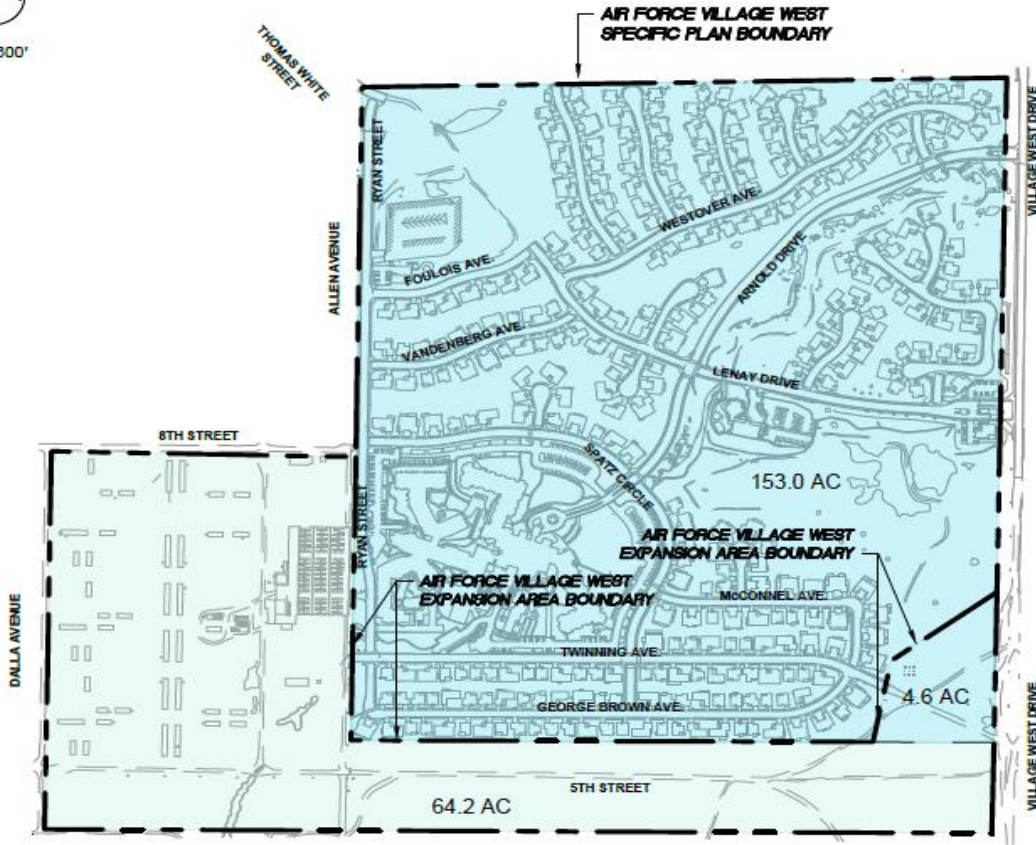 AIR FORCE VILLAGE WEST
SPECIFIC PLAN BOUNDARY
THOMAS WHITE
STREET
VILLAGE WEST DRIVE
RYAN STREET
ALLEN AVENUE
WESTOVER AVE.
FOULOIS AVE.
ARNOLD DRIVE
VANDENBERG AVE.
LENAY DRIVE
8TH STREET
SPATZ CIRCLE
153.0 AC
RYAN STREET
AIR FORCE VILLAGE WEST
EXPANSION AREA BOUNDARY
AIR FORCE VILLAGE WEST
EXPANSION AREA BOUNDARY
McCONNEL AVE.
DALLA AVENUE
TWINNING AVE.
4.6 AC
GEORGE BROWN AVE.
VILLAGE WEST DRIVE
5TH STREET
64.2 AC